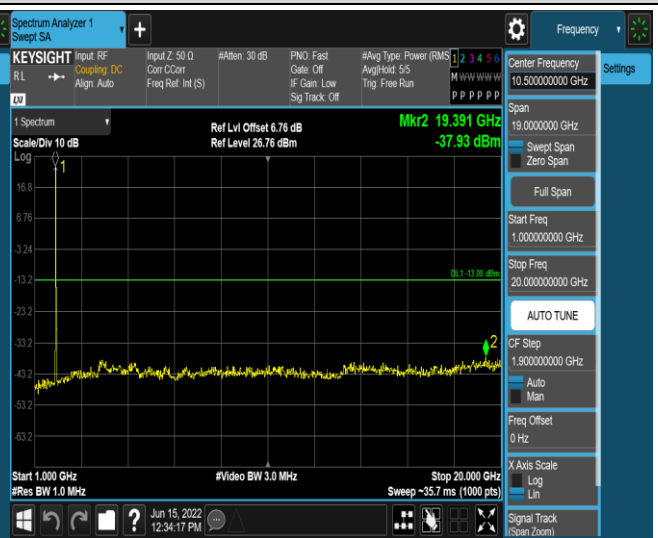 Spectrum Analyzer 1
Swept SA
+
Frequency
KEYSIGHT
RL
LXI
Input: RF
Coupling: DC
Align: Auto
Input Z: 50 Ω
Corr CCorr
Freq Ref: Int (S)
#Atten: 30 dB
PNO: Fast
Gate: Off
IF Gain: Low
Sig Track: Off
#Avg Type: Power (RMS
Avg|Hold: 5/5
Trig: Free Run
1 2 3 4 5 6
M W W W W W
P P P P P P
Center Frequency
10.500000000 GHz
Settings
Span
19.0000000 GHz
Swept Span
Zero Span
Full Span
Start Freq
1.000000000 GHz
Stop Freq
20.000000000 GHz
AUTO TUNE
CF Step
1.900000000 GHz
Auto
Man
Freq Offset
0 Hz
X Axis Scale
Log
Lin
Signal Track
(Span Zoom)
1 Spectrum
Scale/Div 10 dB
Ref Lvl Offset 6.76 dB
Ref Level 26.76 dBm
Mkr2 19.391 GHz
-37.93 dBm
Log
1
16.8
6.76
-3.24
-13.2
DL1 -13.00 dBm
-23.2
-33.2
2
-43.2
-53.2
-63.2
Start 1.000 GHz
#Video BW 3.0 MHz
Stop 20.000 GHz
#Res BW 1.0 MHz
Sweep ~35.7 ms (1000 pts)
?
Jun 15, 2022
12:34:17 PM